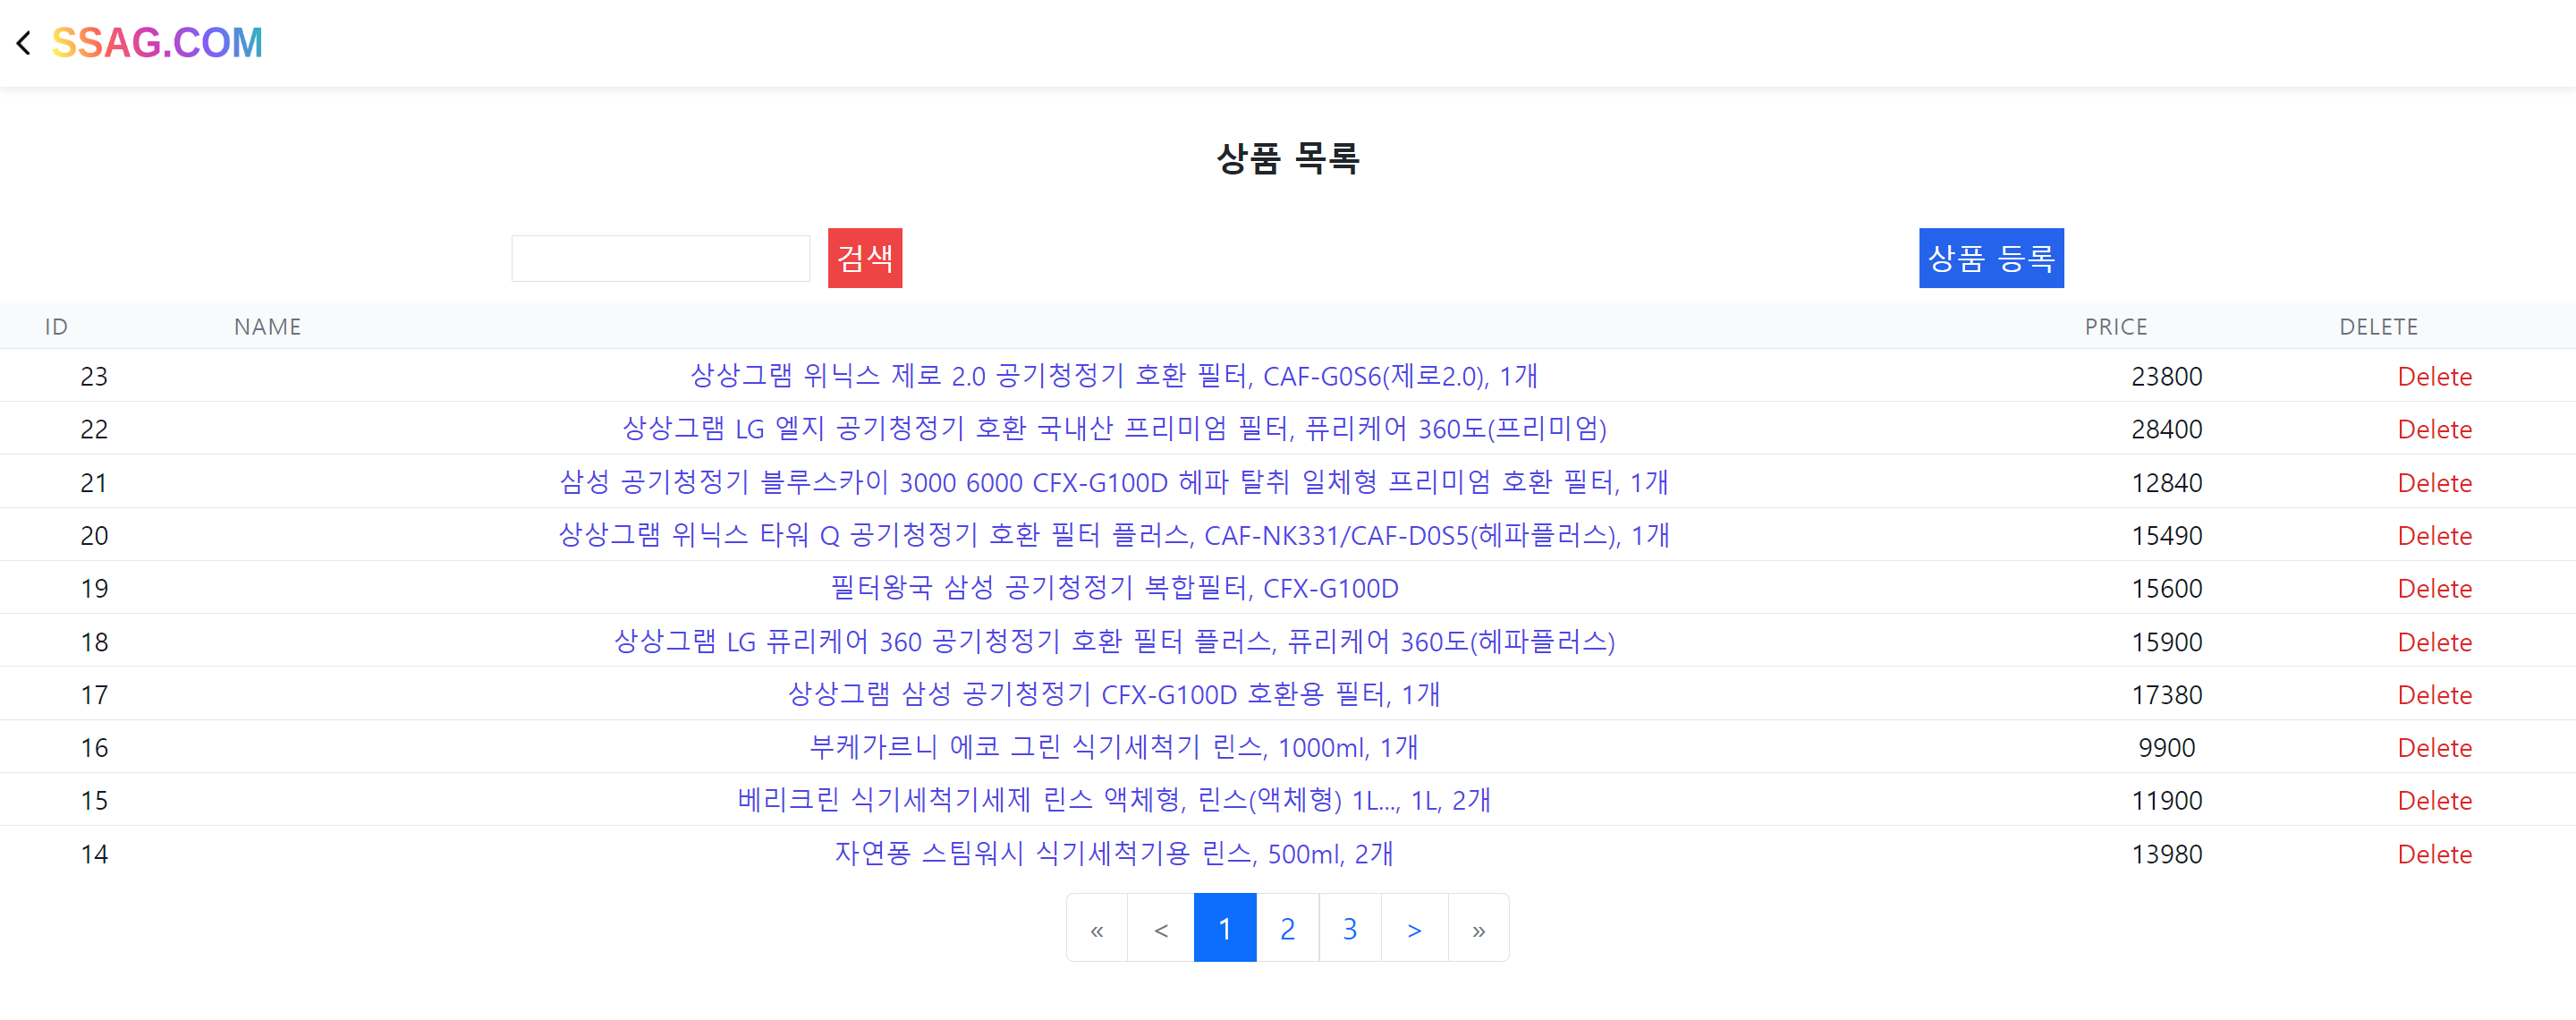 SSAG.COM
상품 목록
검색 상품 등록
ID NAME PRICE DELETE
23 상상그램 위닉스 제로 2.0 공기청정기 호환 필터, CAF-G0S6(제로2.0), 1개 23800 Delete
22 상상그램 LG 엘지 공기청정기 호환 국내산 프리미엄 필터, 퓨리케어 360도(프리미엄) 28400 Delete
21 삼성 공기청정기 블루스카이 3000 6000 CFX-G100D 헤파 탈취 일체형 프리미엄 호환 필터, 1개 12840 Delete
20 상상그램 위닉스 타워 Q 공기청정기 호환 필터 플러스, CAF-NK331/CAF-D0S5(헤파플러스), 1개 15490 Delete
19 필터왕국 삼성 공기청정기 복합필터, CFX-G100D 15600 Delete
18 상상그램 LG 퓨리케어 360 공기청정기 호환 필터 플러스, 퓨리케어 360도(헤파플러스) 15900 Delete
17 상상그램 삼성 공기청정기 CFX-G100D 호환용 필터, 1개 17380 Delete
16 부케가르니 에코 그린 식기세척기 린스, 1000ml, 1개 9900 Delete
15 베리크린 식기세척기세제 린스 액체형, 린스(액체형) 1L..., 1L, 2개 11900 Delete
14 자연퐁 스팀워시 식기세척기용 린스, 500ml, 2개 13980 Delete
« < 1 2 3 > »